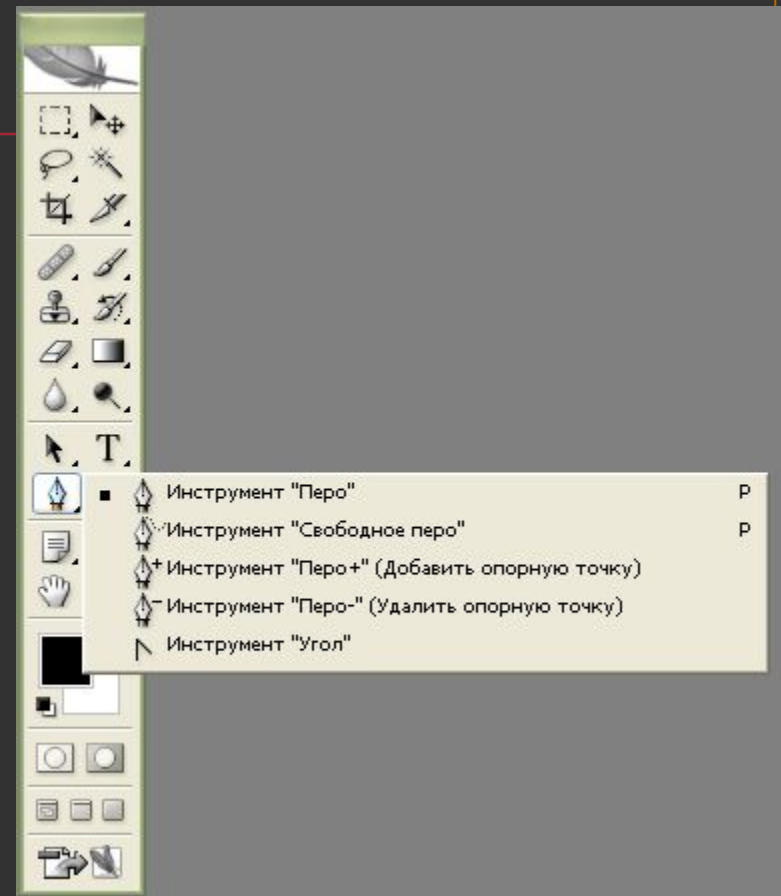 T
Инструмент "Перо" P
Инструмент "Свободное перо" P
Инструмент "Перо+" (Добавить опорную точку)
Инструмент "Перо-" (Удалить опорную точку)
Инструмент "Угол"